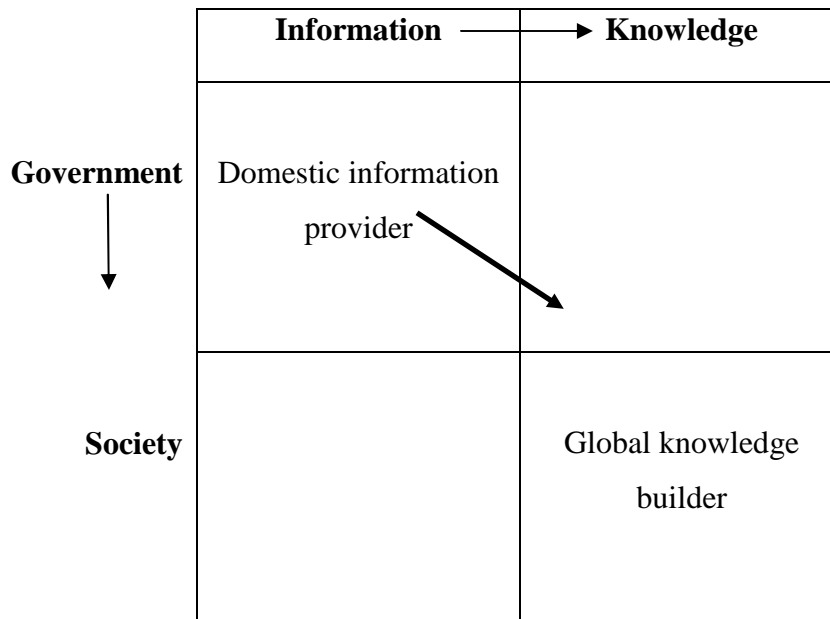 Information Knowledge
Government Domestic information
provider
Society Global knowledge
builder